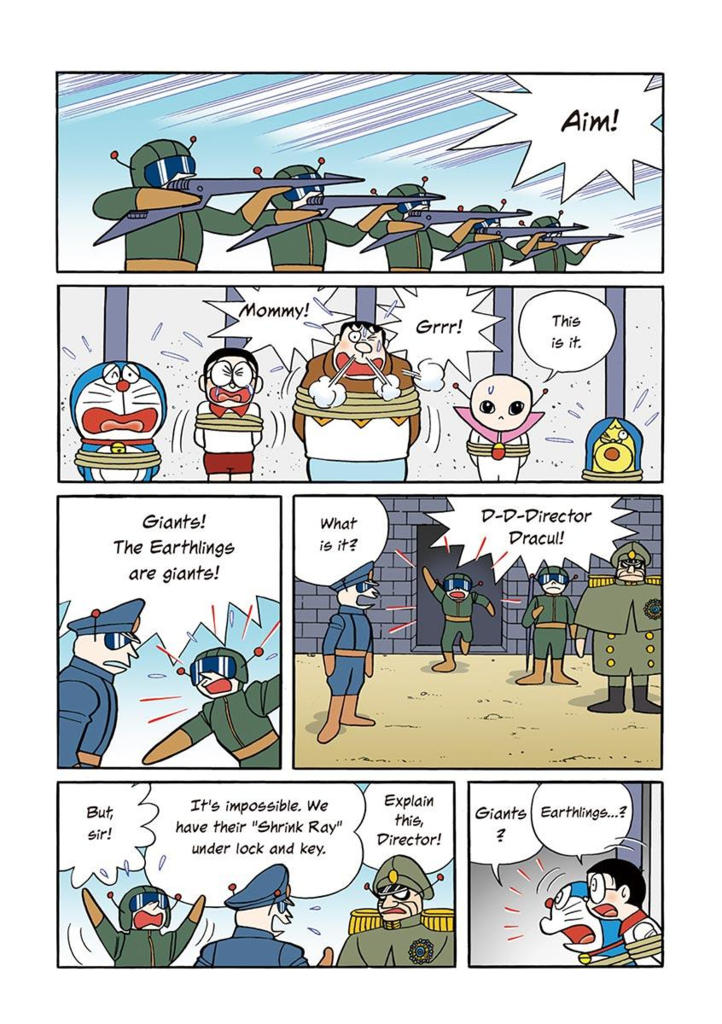 Aim!
This
is it.
Grrr!
Mommy!
D-D-Director
Dracul!
What
is it?
Giants!
The Earthlings
are giants!
Earthlings...?
Giants
?
Explain
this,
Director!
It's impossible. We
have their "Shrink Ray"
under lock and key.
But,
sir!